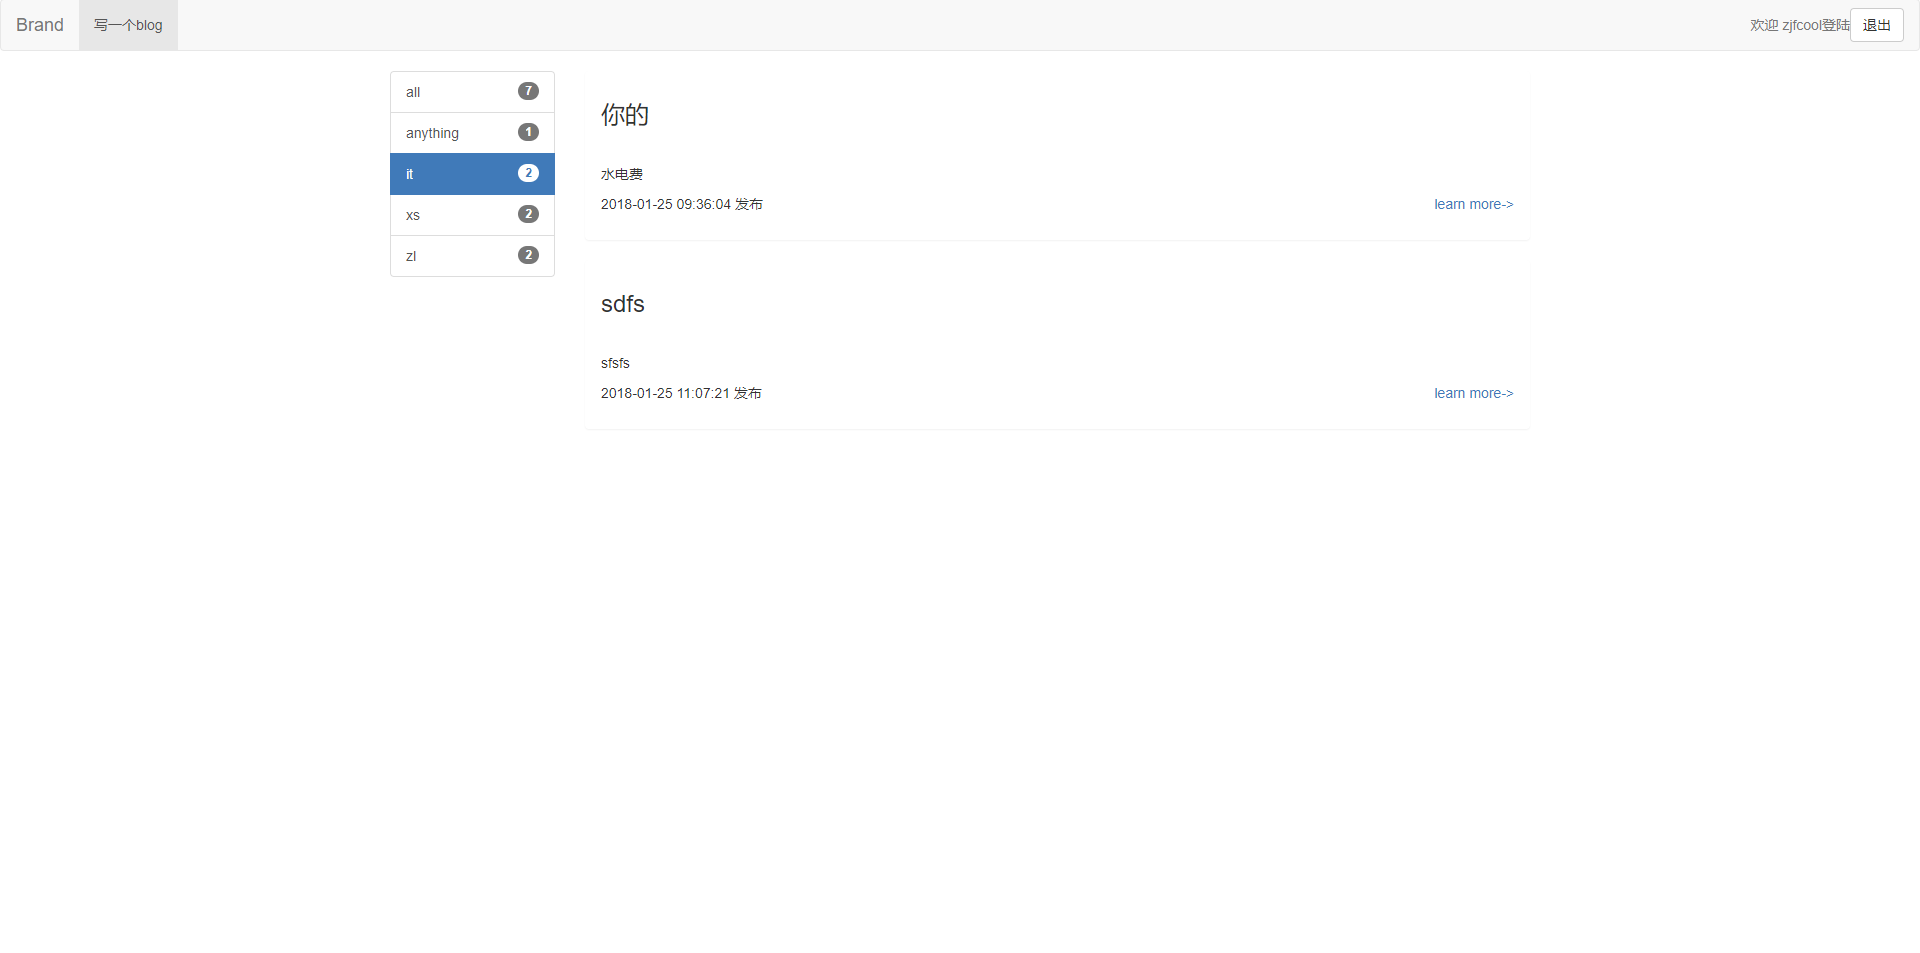 Brand 写一个blog 欢迎 zjfcool登陆 退出
all 7
anything 1
it 2
xs 2
zl 2
你的
水电费
2018-01-25 09:36:04 发布 learn more->
sdfs
sfsfs
2018-01-25 11:07:21 发布 learn more->